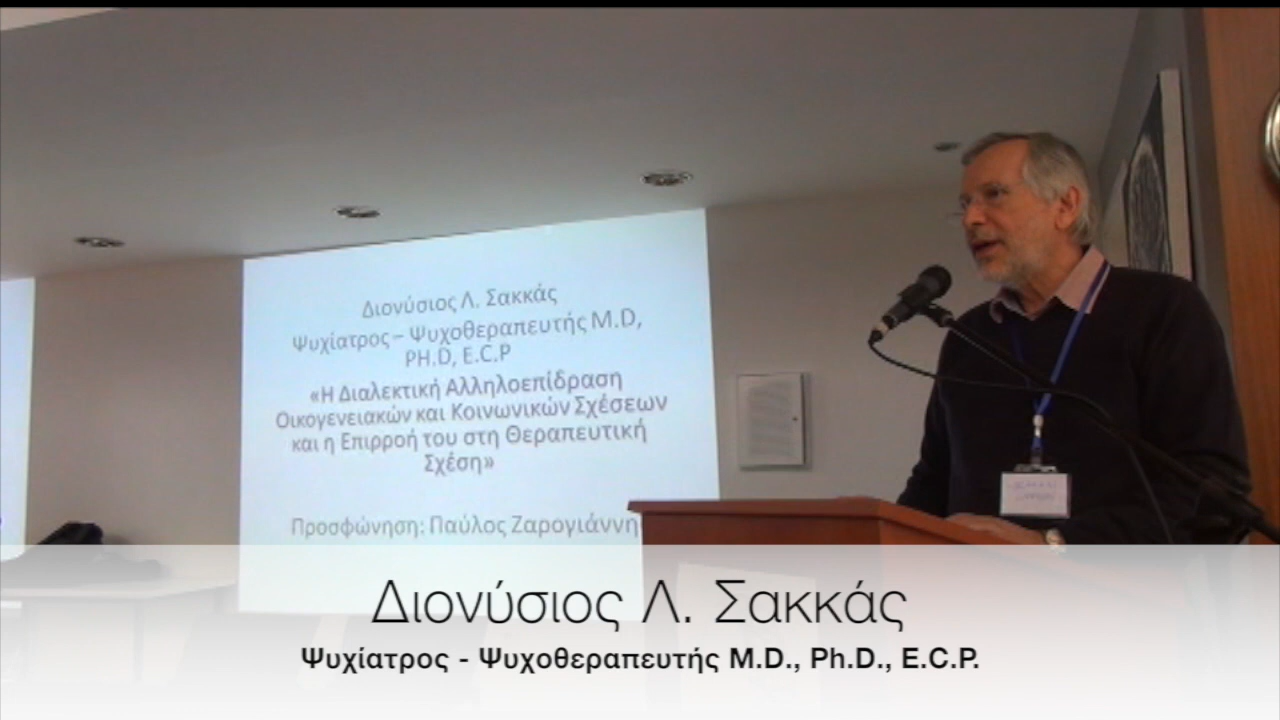 Διονύσιος Λ. Σακκάς
Ψυχίατρος – Ψυχοθεραπευτής M.D,
PH.D, E.C.P
«Η Διαλεκτική Αλληλοεπίδραση
Οικογενειακών και Κοινωνικών Σχέσεων
και η Επιρροή του στη Θεραπευτική
Σχέση»
Προσφώνηση: Παύλος Ζαρογιάννη
Διονύσιος Λ. Σακκάς
Ψυχίατρος - Ψυχοθεραπευτής M.D., Ph.D., E.C.P.